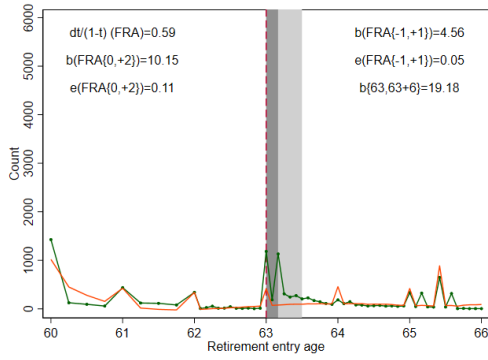 dt/(1-t) (FRA)=0.59
b(FRA{0,+2})=10.15
e(FRA{0,+2})=0.11
b(FRA{-1,+1})=4.56
e(FRA{-1,+1})=0.05
b{63,63+6}=19.18
Count
6000
5000
4000
3000
2000
1000
0
60 61 62 63 64 65 66
Retirement entry age